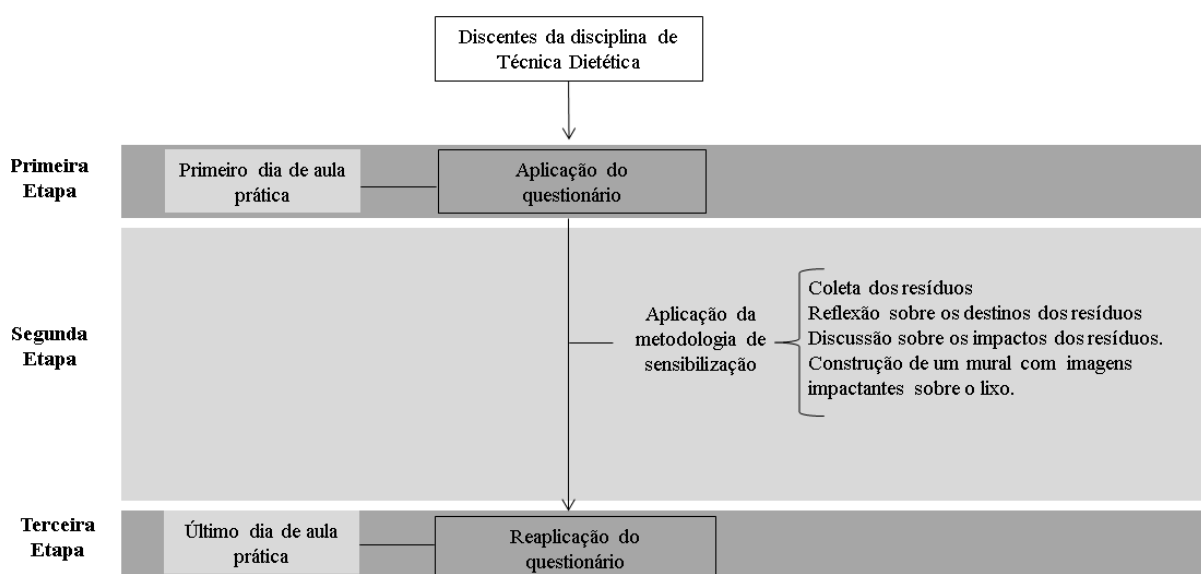 Discentes da disciplina de
Técnica Dietética
Primeira
Etapa
Primeiro dia de aula
prática
Aplicação do
questionário
Segunda
Etapa
Aplicação da
metodologia de
sensibilização
Coleta dos resíduos
Reflexão sobre os destinos dos resíduos
Discussão sobre os impactos dos resíduos.
Construção de um mural com imagens
impactantes sobre o lixo.
Terceira
Etapa
Último dia de aula
prática
Reaplicação do
questionário